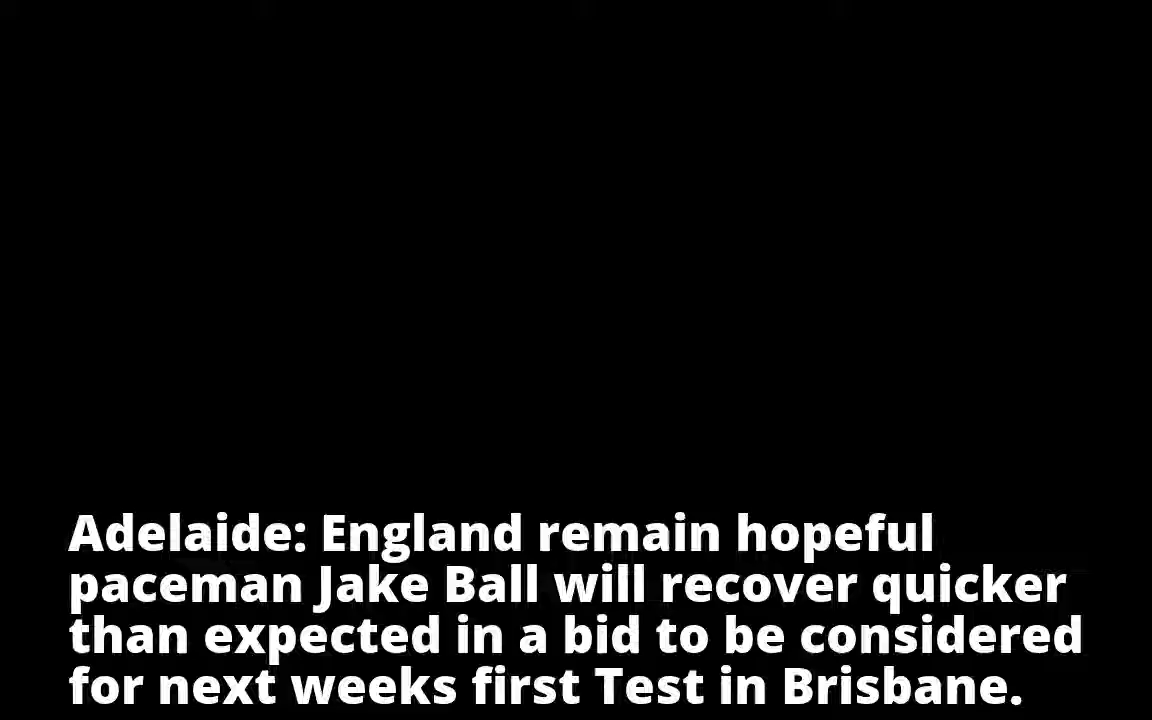 Adelaide: England remain hopeful
paceman Jake Ball will recover quicker
than expected in a bid to be considered
for next weeks first Test in Brisbane.